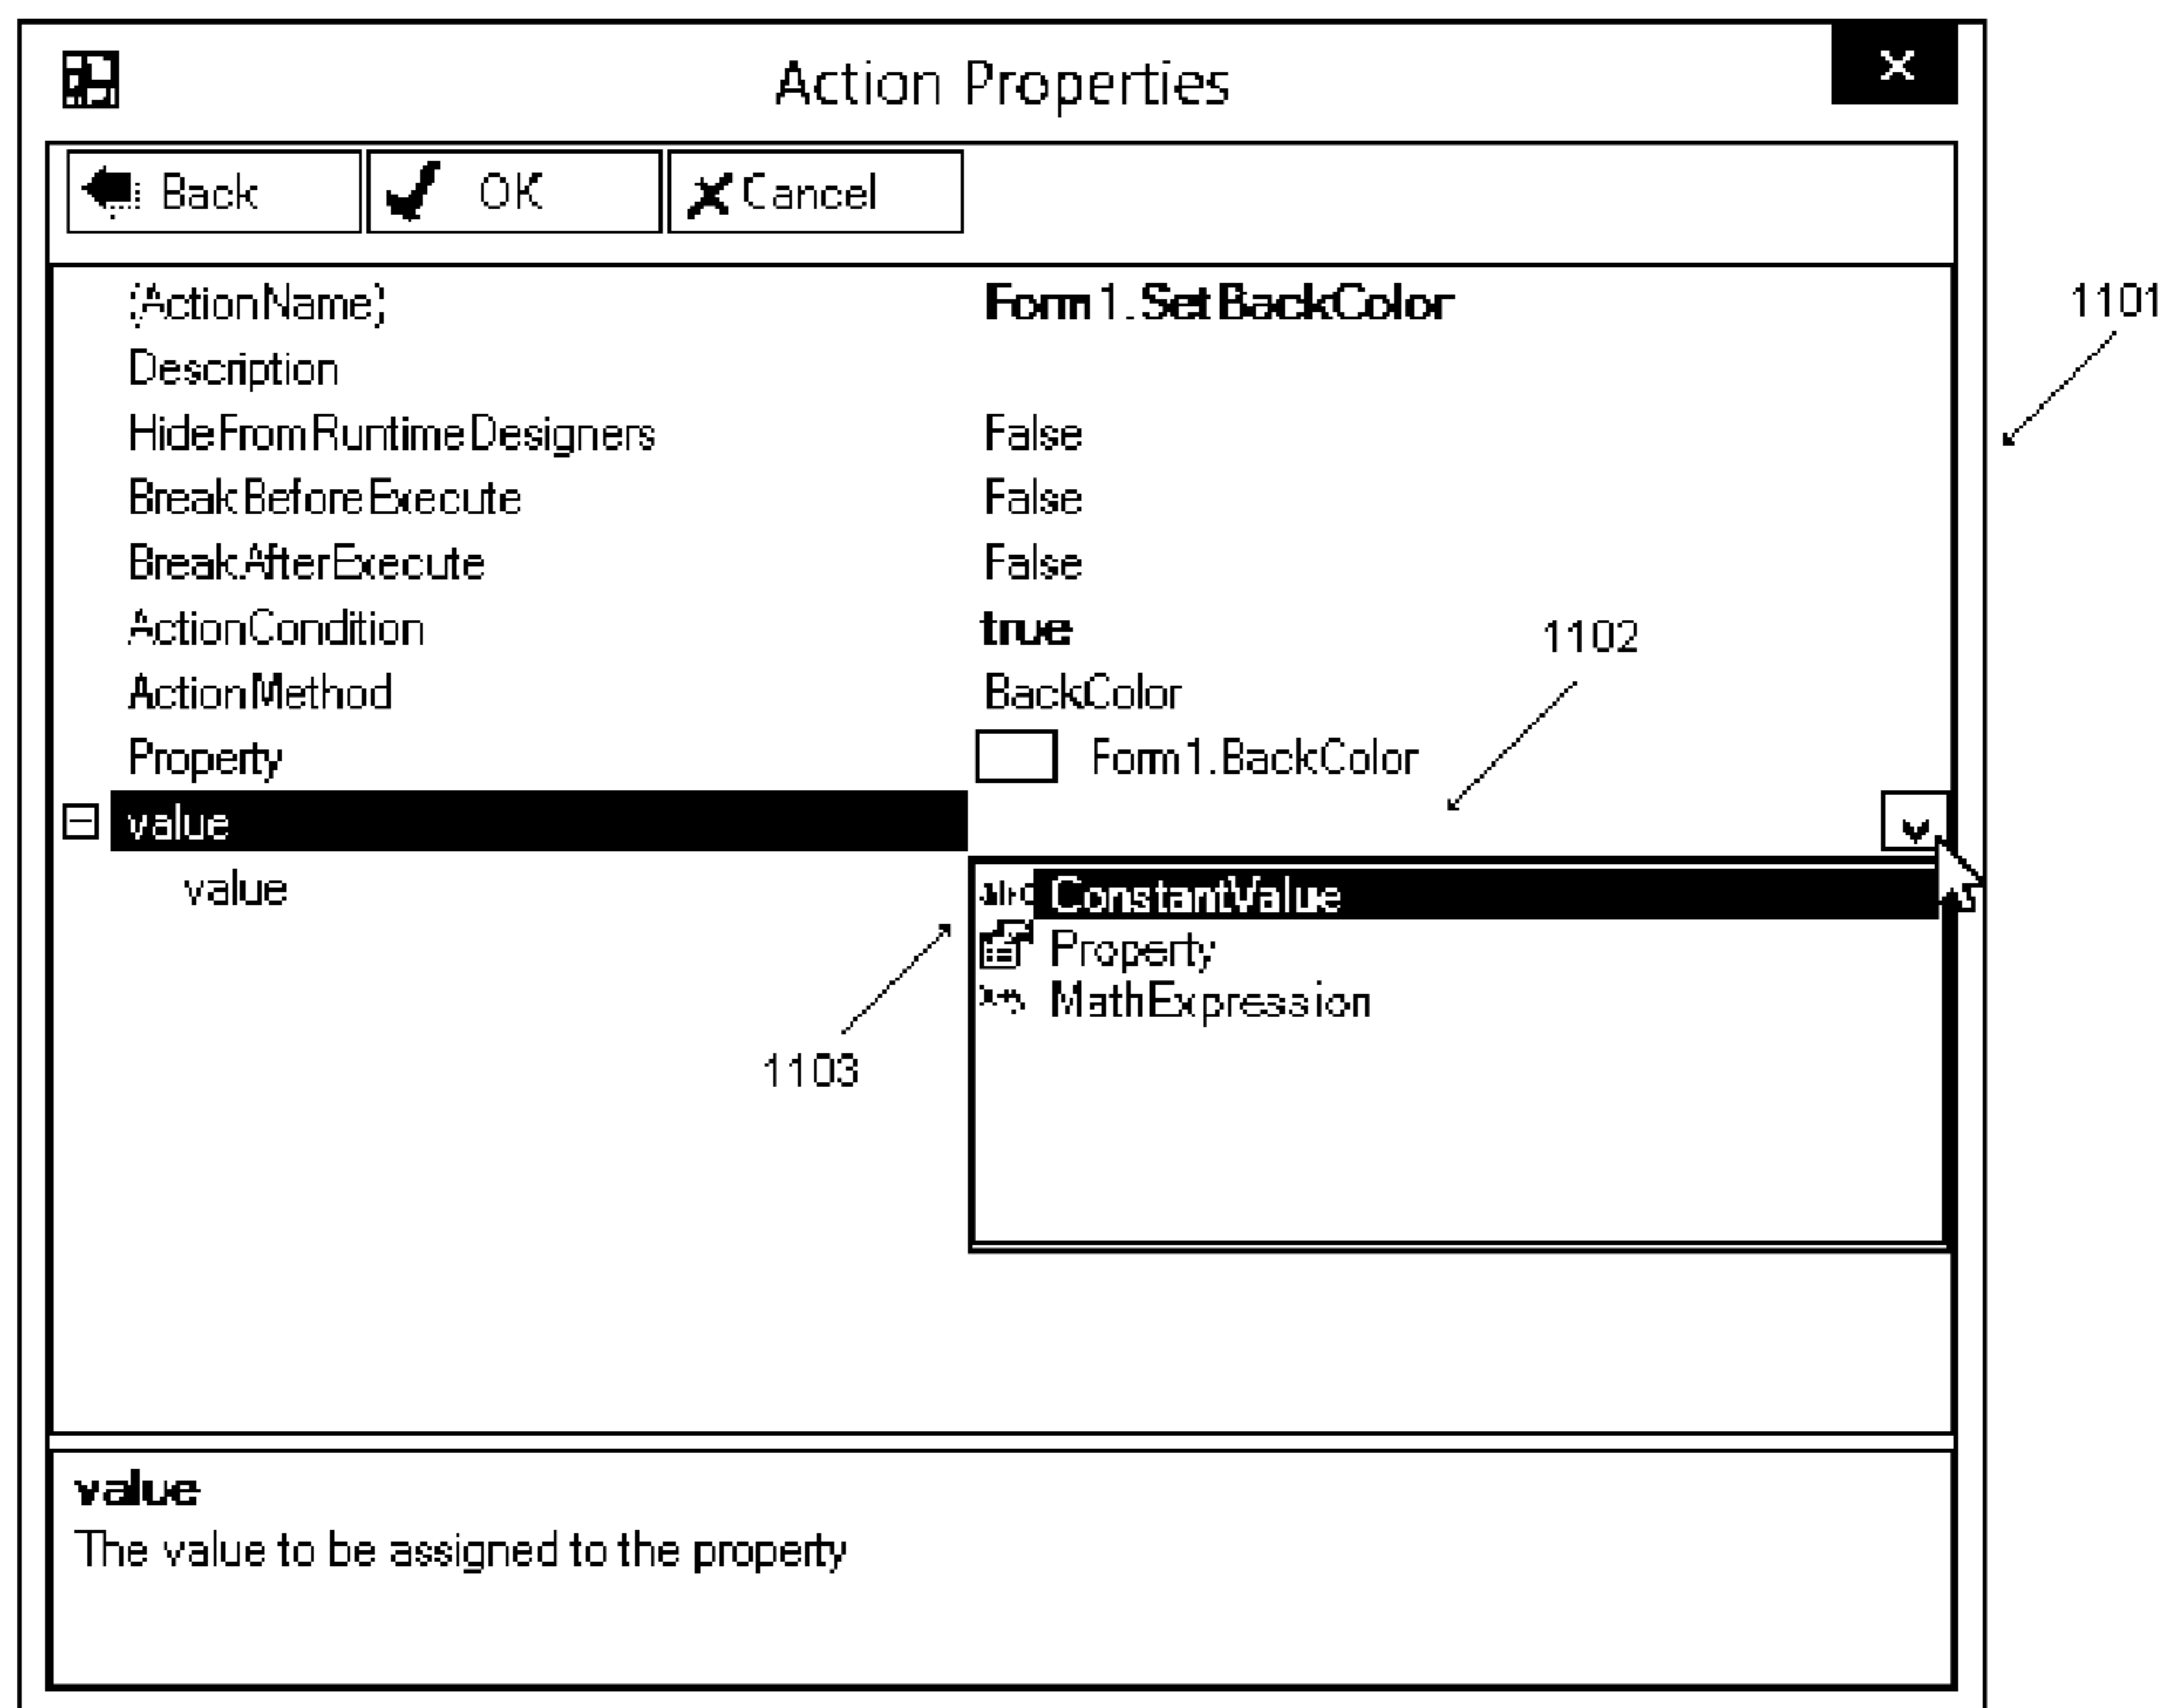 Action Properties
Back OK Cancel
(ActionName) Form1.SetBackColor
1101
Description
HideFromRuntimeDesigners False
BreakBeforeExecute False
BreakAfterExecute False
ActionCondition true
1102
ActionMethod BackColor
Property Form1.BackColor
value
value ConstantValue
Property
MathExpression
1103
value
The value to be assigned to the property